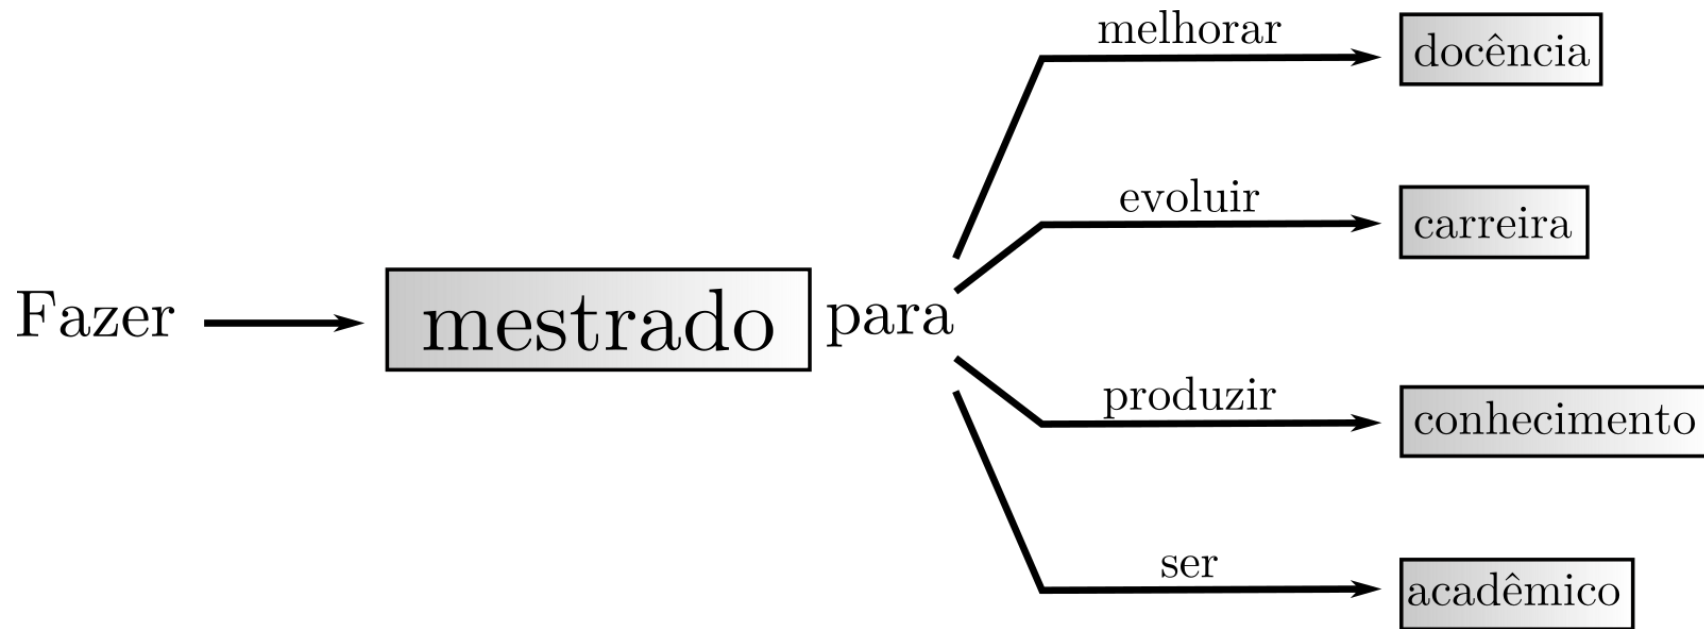 melhorar docência
evoluir carreira
Fazer mestrado para
produzir conhecimento
ser acadêmico